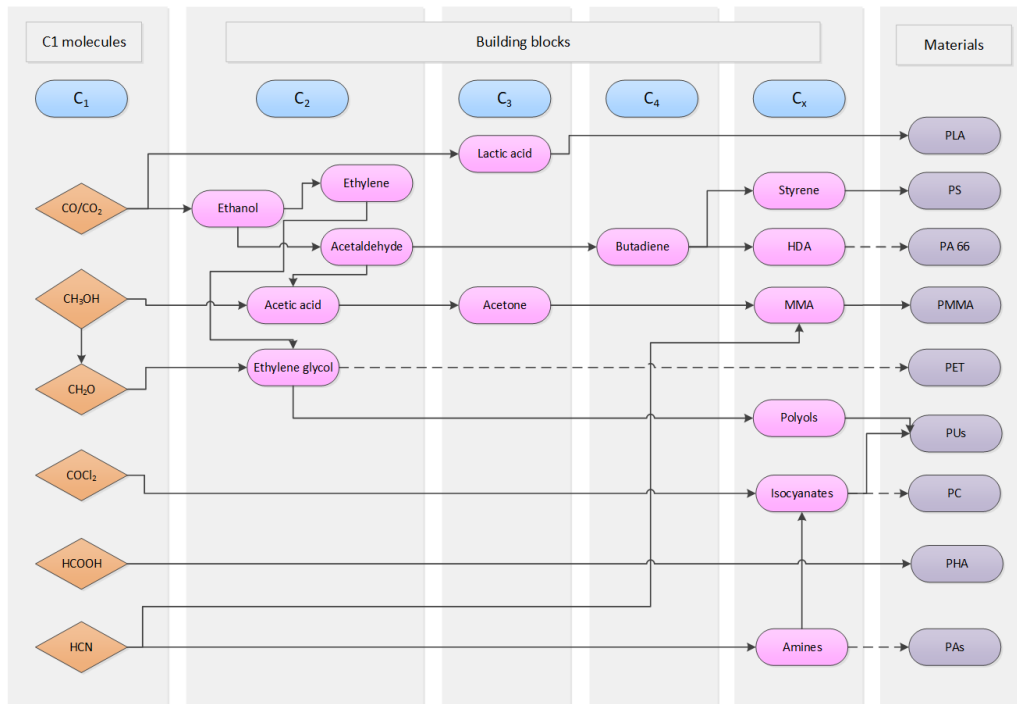 C1 molecules
Building blocks
Materials
C₁
C₂
C₃
C₄
Cₓ
PLA
Lactic acid
Ethylene
Styrene
PS
CO/CO₂
Ethanol
Acetaldehyde
Butadiene
HDA
PA 66
CH₃OH
Acetic acid
Acetone
MMA
PMMA
CH₂O
Ethylene glycol
PET
Polyols
PUs
COCl₂
Isocyanates
PC
HCOOH
PHA
HCN
Amines
PAs